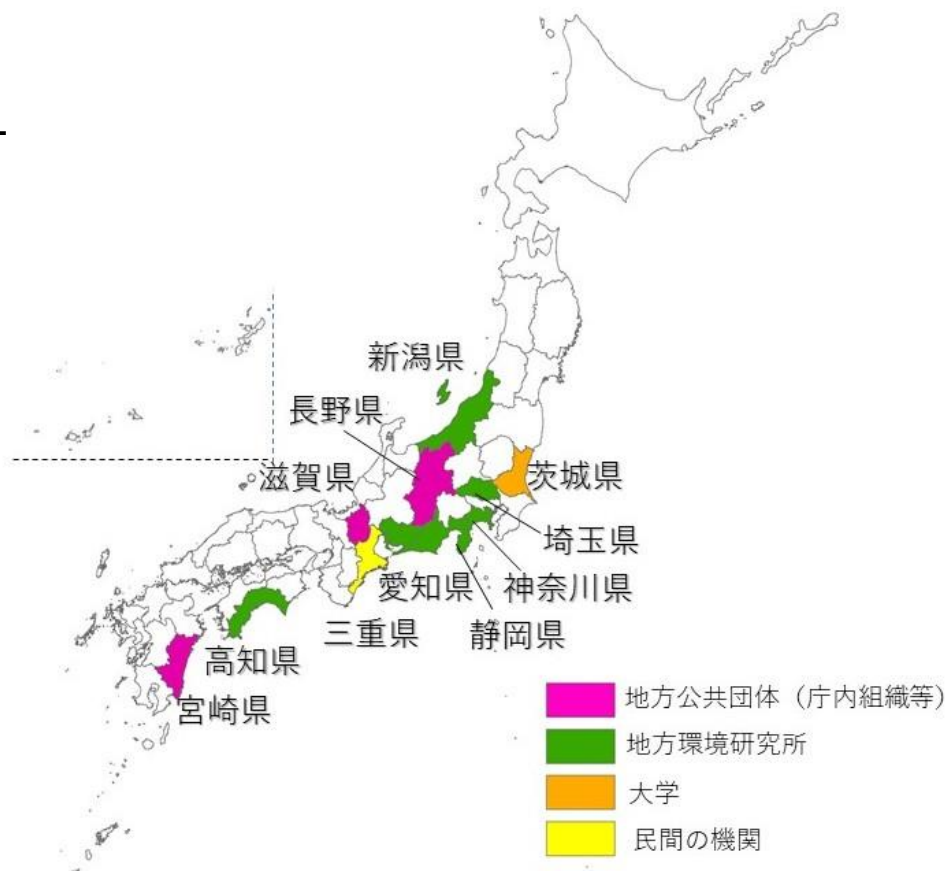 新潟県
長野県
滋賀県
茨城県
埼玉県
愛知県
神奈川県
三重県
静岡県
高知県
宮崎県
地方公共団体（庁内組織等）
地方環境研究所
大学
民間の機関